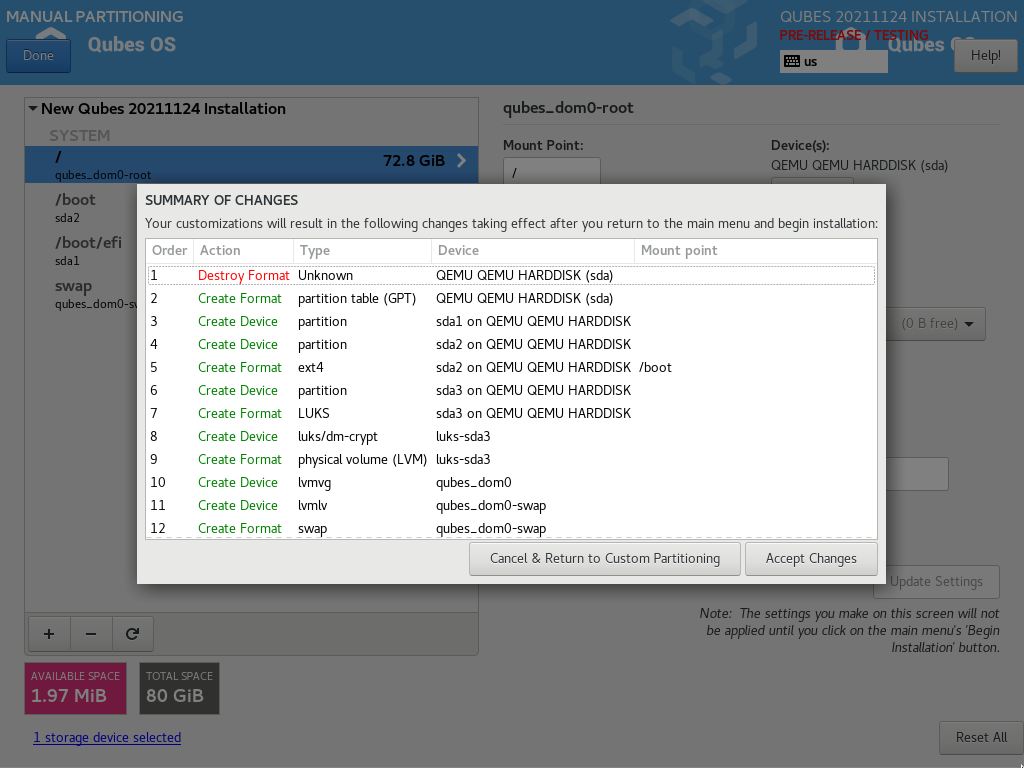 MANUAL PARTITIONING
QUBES 20211124 INSTALLATION
PRE-RELEASE / TESTING
Done
Qubes OS
us
Help!
New Qubes 20211124 Installation
SYSTEM
/
72.8 GiB
qubes_dom0-root
/boot
sda2
/boot/efi
sda1
swap
qubes_dom0-root
Mount Point:
Device(s):
/
QEMU QEMU HARDDISK (sda)
SUMMARY OF CHANGES
Your customizations will result in the following changes taking effect after you return to the main menu and begin installation:
Order Action Type Device Mount point
1 Destroy Format Unknown QEMU QEMU HARDDISK (sda)
2 Create Format partition table (GPT) QEMU QEMU HARDDISK (sda)
3 Create Device partition sda1 on QEMU QEMU HARDDISK
4 Create Device partition sda2 on QEMU QEMU HARDDISK
5 Create Format ext4 sda2 on QEMU QEMU HARDDISK /boot
6 Create Device partition sda3 on QEMU QEMU HARDDISK
7 Create Format LUKS sda3 on QEMU QEMU HARDDISK
8 Create Device luks/dm-crypt luks-sda3
9 Create Format physical volume (LVM) luks-sda3
10 Create Device lvmvg qubes_dom0
11 Create Device lvmlv qubes_dom0-swap
12 Create Format swap qubes_dom0-swap
Cancel & Return to Custom Partitioning
Accept Changes
(0 B free)
Update Settings
Note: The settings you make on this screen will not
be applied until you click on the main menu's 'Begin
Installation' button.
+
−
AVAILABLE SPACE
1.97 MiB
TOTAL SPACE
80 GiB
1 storage device selected
Reset All